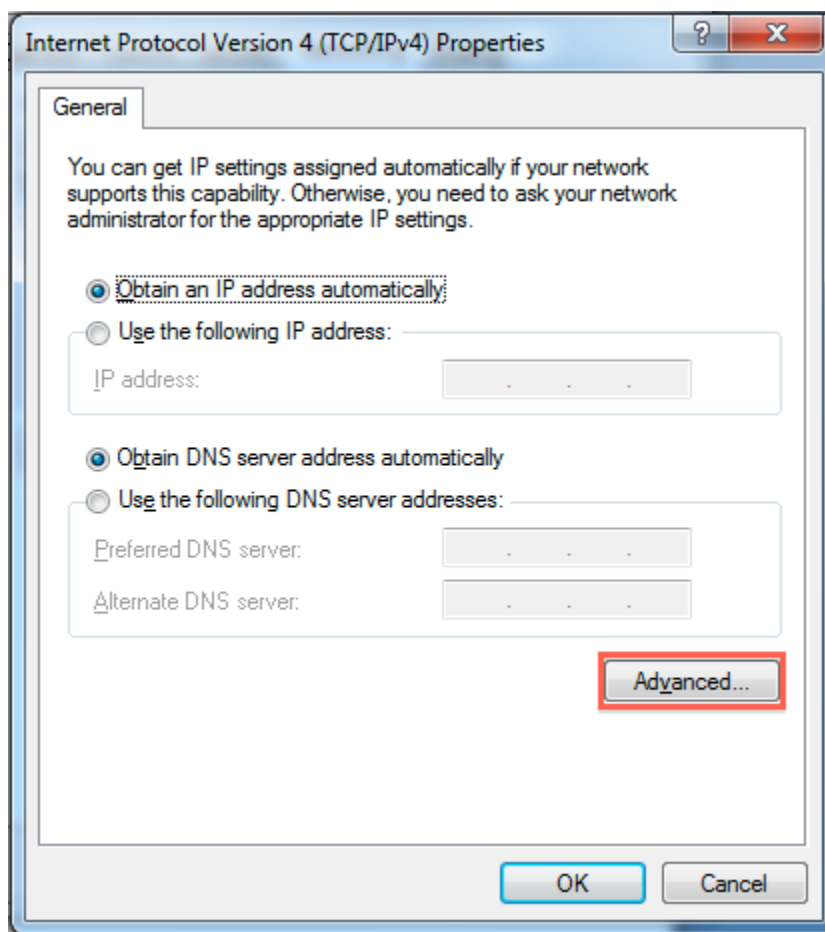 Internet Protocol Version 4 (TCP/IPv4) Properties
?
X
General
You can get IP settings assigned automatically if your network
supports this capability. Otherwise, you need to ask your network
administrator for the appropriate IP settings.
Obtain an IP address automatically
Use the following IP address:
IP address:
. . .
Obtain DNS server address automatically
Use the following DNS server addresses:
Preferred DNS server:
. . .
Alternate DNS server:
. . .
Advanced...
OK
Cancel